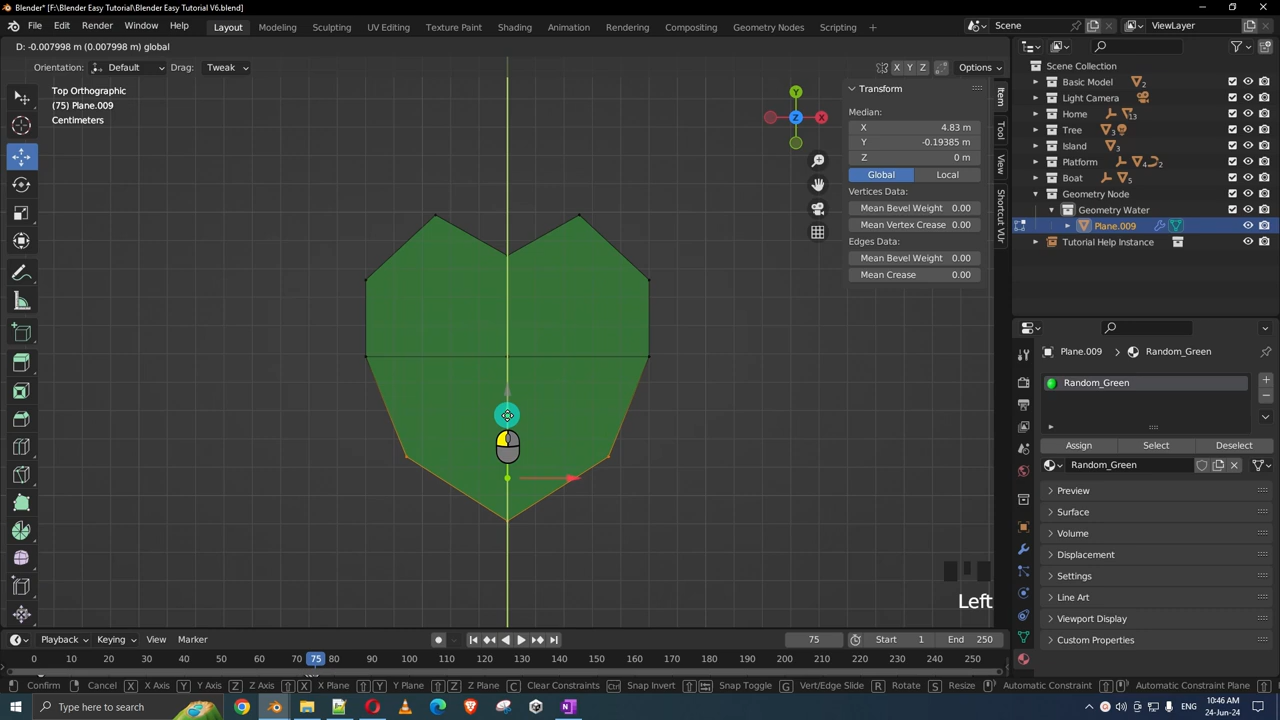 Blender* [F:\Blender Easy Tutorial\Blender Easy Tutorial V6.blend]
File Edit Render Window Help Layout Modeling Sculpting UV Editing Texture Paint Shading Animation Rendering Compositing Geometry Nodes Scripting Scene ViewLayer
D: -0.007998 m (0.007998 m) global
Orientation: Default Drag: Tweak X Y Z Options
Top Orthographic
(75) Plane.009
Centimeters
Y
Z X
Transform
Median:
X 4.83 m
Y -0.19385 m
Z 0 m
Global Local
Vertices Data:
Mean Bevel Weight 0.00
Mean Vertex Crease 0.00
Edges Data:
Mean Bevel Weight 0.00
Mean Crease 0.00
Item
Tool
View
Shortcut VUr
Scene Collection
Basic Model 2
Light Camera
Home 13
Tree 3
Island 3
Platform 4 2
Boat 5
Geometry Node
Geometry Water
Plane.009
Tutorial Help Instance
Plane.009 Random_Green
Random_Green
Assign Select Deselect
Random_Green
Preview
Surface
Volume
Displacement
Settings
Line Art
Viewport Display
Custom Properties
Left
Playback Keying View Marker 75 Start 1 End 250
0 10 20 30 40 50 60 70 75 80 90 100 110 120 130 140 150 160 170 180 190 200 210 220 230 240 250
Confirm Cancel X X Axis Y Y Axis Z Z Axis X X Plane Y Y Plane Z Z Plane C Clear Constraints Ctrl Snap Invert Snap Toggle G Vert/Edge Slide R Rotate S Resize Automatic Constraint Automatic Constraint Plane
Type here to search
10:46 AM
24-Jun-24